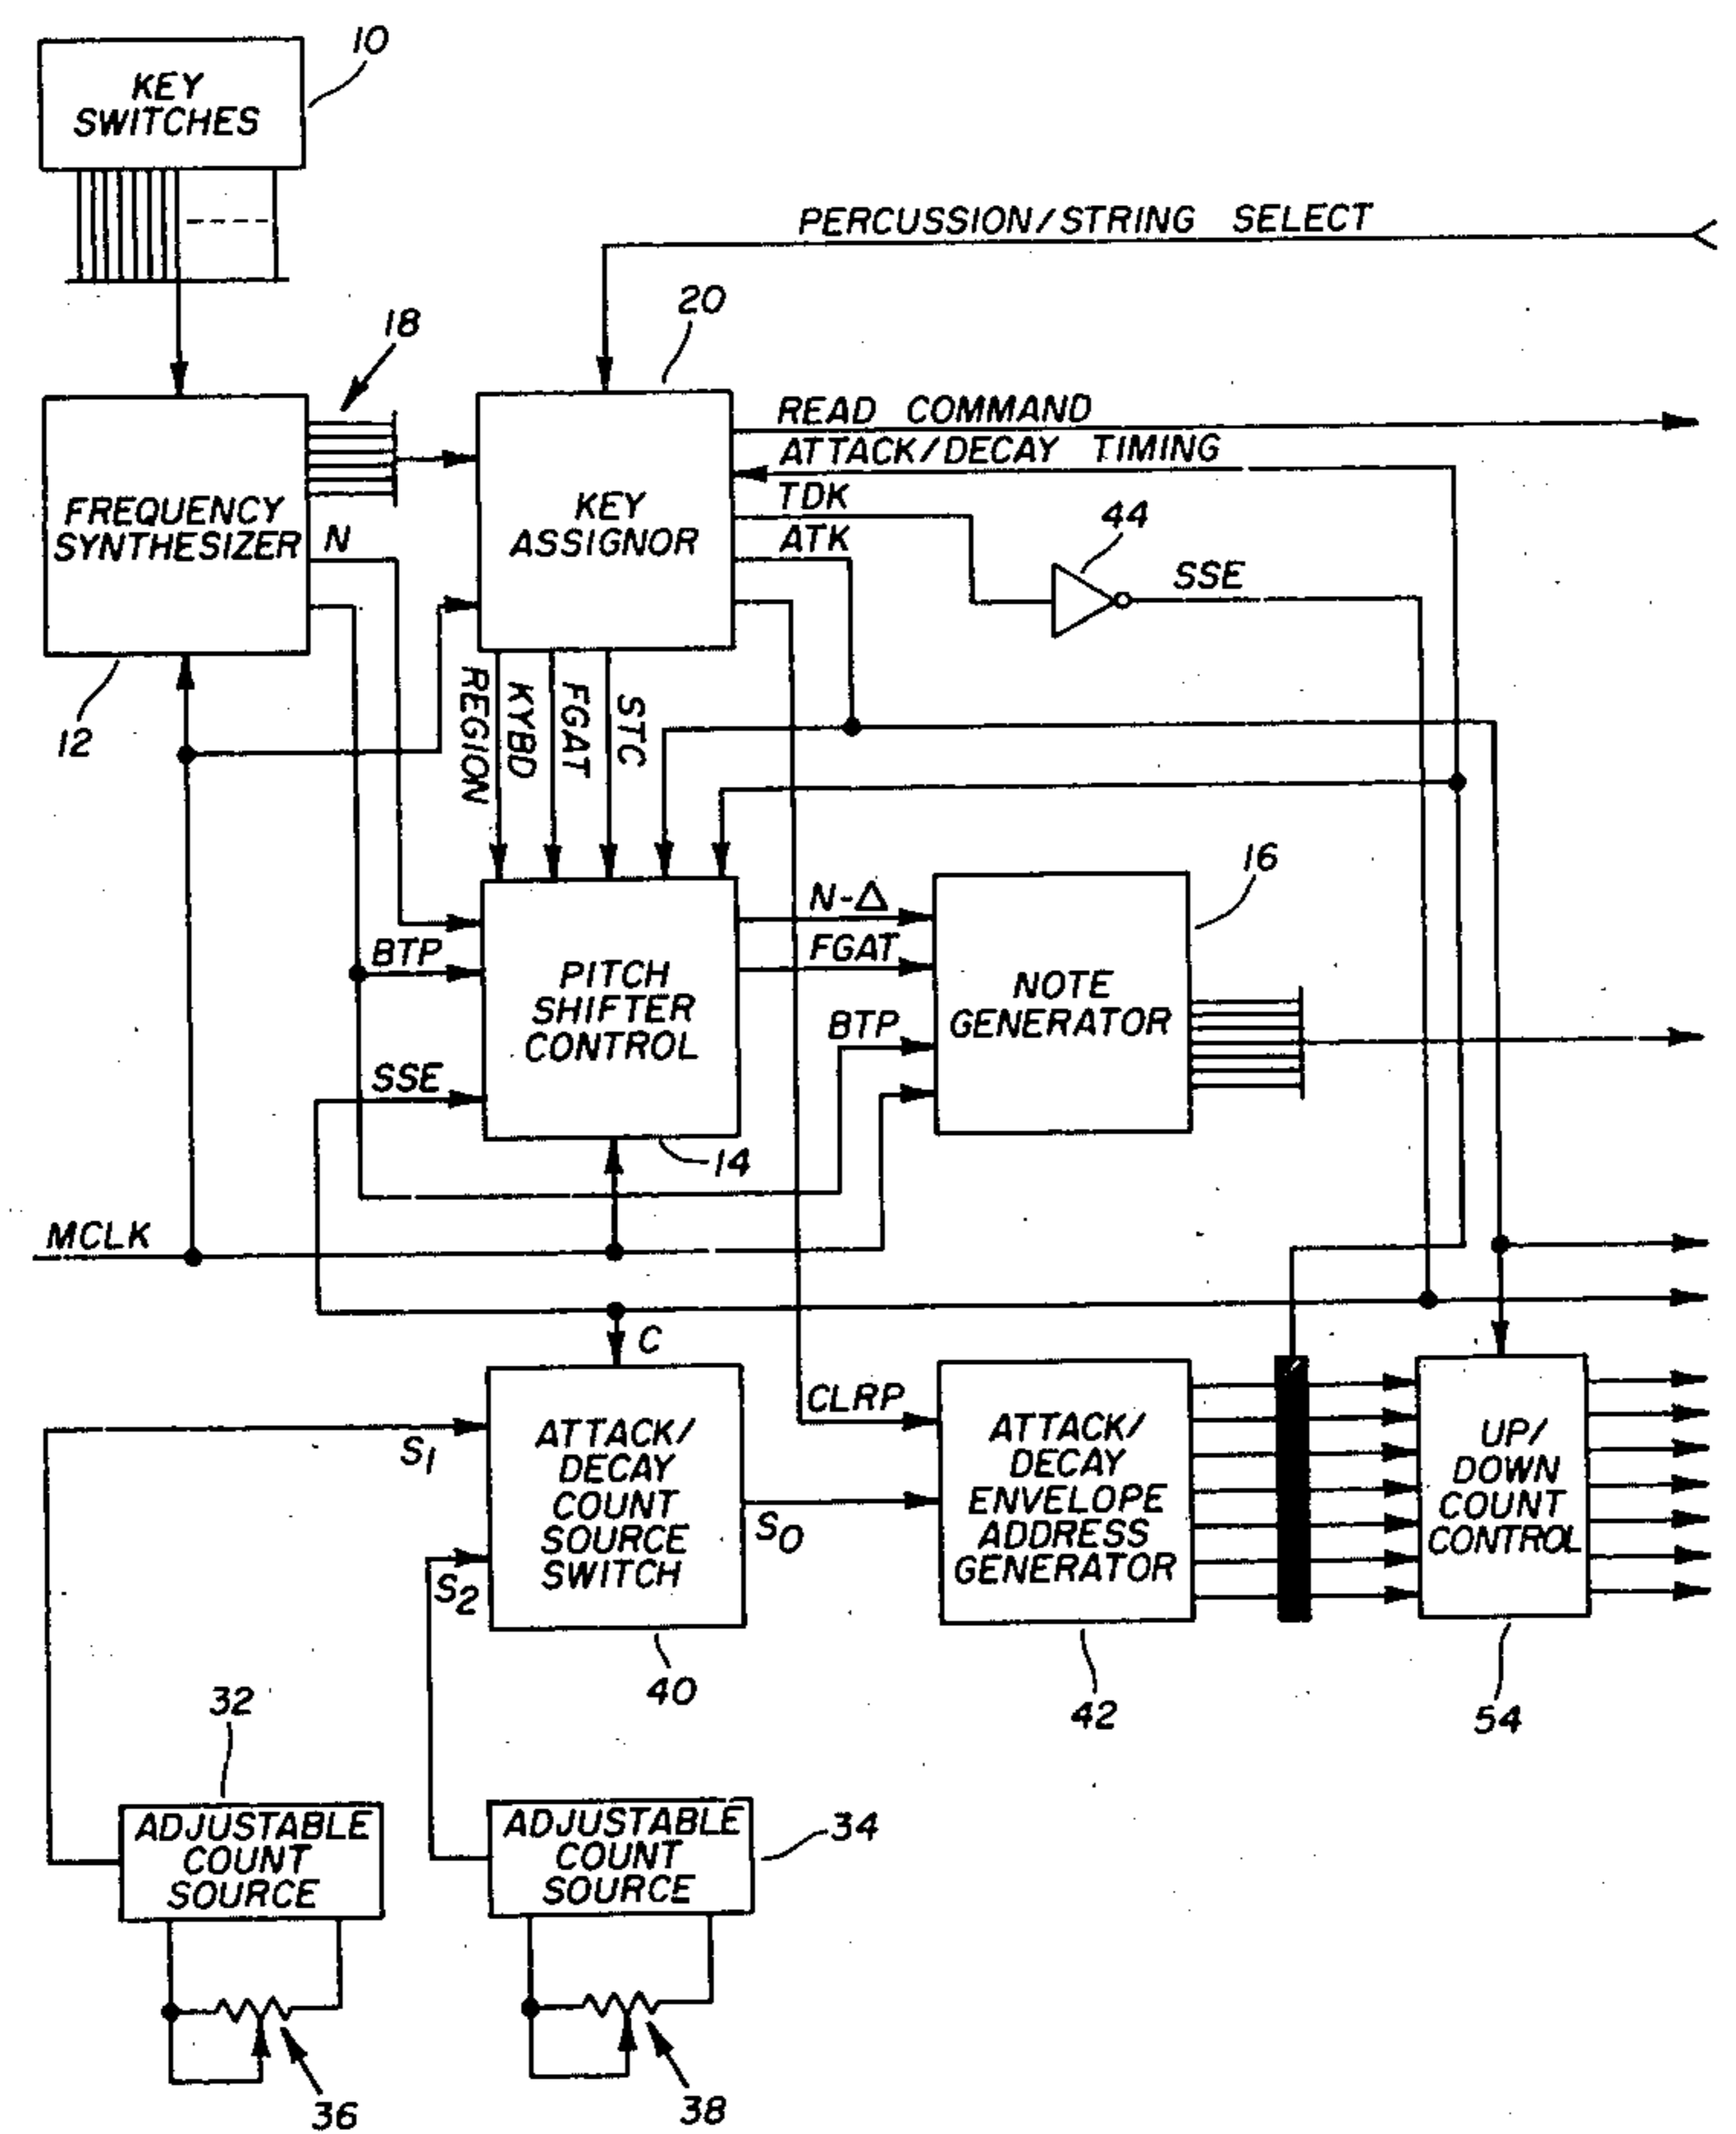 10
KEY
SWITCHES
PERCUSSION/STRING SELECT
20
18
READ COMMAND
ATTACK/DECAY TIMING
TDK
ATK
44
SSE
FREQUENCY
SYNTHESIZER
N
KEY
ASSIGNOR
12
REGION
KYBD
FGAT
STC
16
N-Δ
FGAT
BTP
BTP
SSE
PITCH
SHIFTER
CONTROL
NOTE
GENERATOR
14
MCLK
C
CLRP
S1
S2
S0
ATTACK/
DECAY
COUNT
SOURCE
SWITCH
ATTACK/
DECAY
ENVELOPE
ADDRESS
GENERATOR
UP/
DOWN
COUNT
CONTROL
40
42
54
32
34
ADJUSTABLE
COUNT
SOURCE
ADJUSTABLE
COUNT
SOURCE
36
38